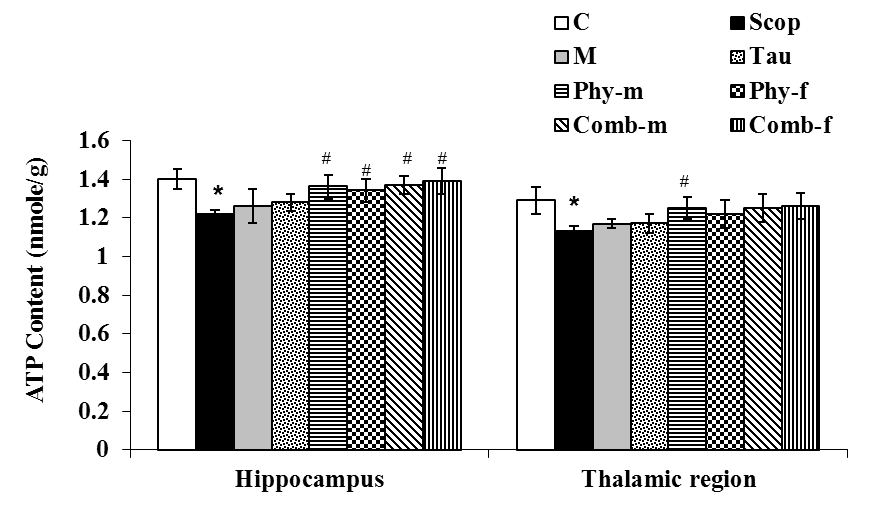 C Scop
M Tau
Phy-m Phy-f
Comb-m Comb-f
ATP Content (nmole/g)
1.6
1.4
1.2
1
0.8
0.6
0.4
0.2
0
* # # # #
* #
Hippocampus Thalamic region